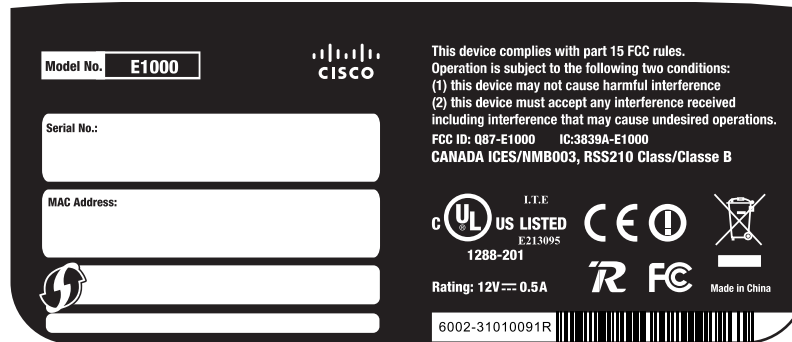 Model No. E1000
CISCO
Serial No.:
MAC Address:
This device complies with part 15 FCC rules.
Operation is subject to the following two conditions:
(1) this device may not cause harmful interference
(2) this device must accept any interference received
including interference that may cause undesired operations.
FCC ID: Q87-E1000 IC:3839A-E1000
CANADA ICES/NMB003, RSS210 Class/Classe B
I.T.E
C UL ® US LISTED
E213095
1288-201
CE
Rating: 12V⎓ 0.5A
R FC
Made in China
6002-31010091R